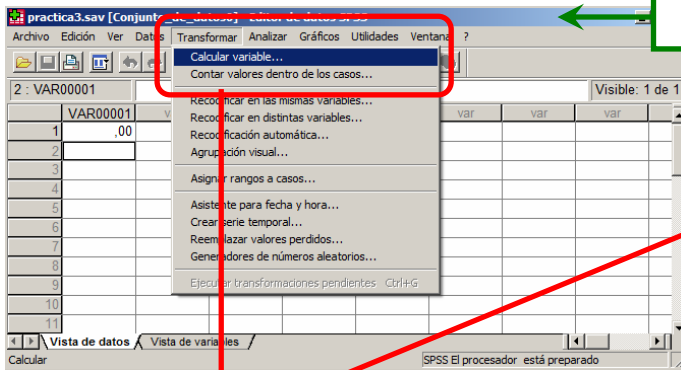 practica3.sav [Conjunto_de_datos0] - Editor de datos SPSS
Archivo Edición Ver Datos Transformar Analizar Gráficos Utilidades Ventana ?
Calcular variable...
Contar valores dentro de los casos...
2 : VAR00001 Visible: 1 de 1
Recodificar en las mismas variables...
VAR00001 var var var
Recodificar en distintas variables...
1 ,00
Recodificación automática...
2
Agrupación visual...
3
Asignar rangos a casos...
4
5
Asistente para fecha y hora...
6
Crear serie temporal...
7
Reemplazar valores perdidos...
8
Generadores de números aleatorios...
9
Ejecutar transformaciones pendientes Ctrl+G
10
11
Vista de datos Vista de variables
Calcular SPSS El procesador está preparado